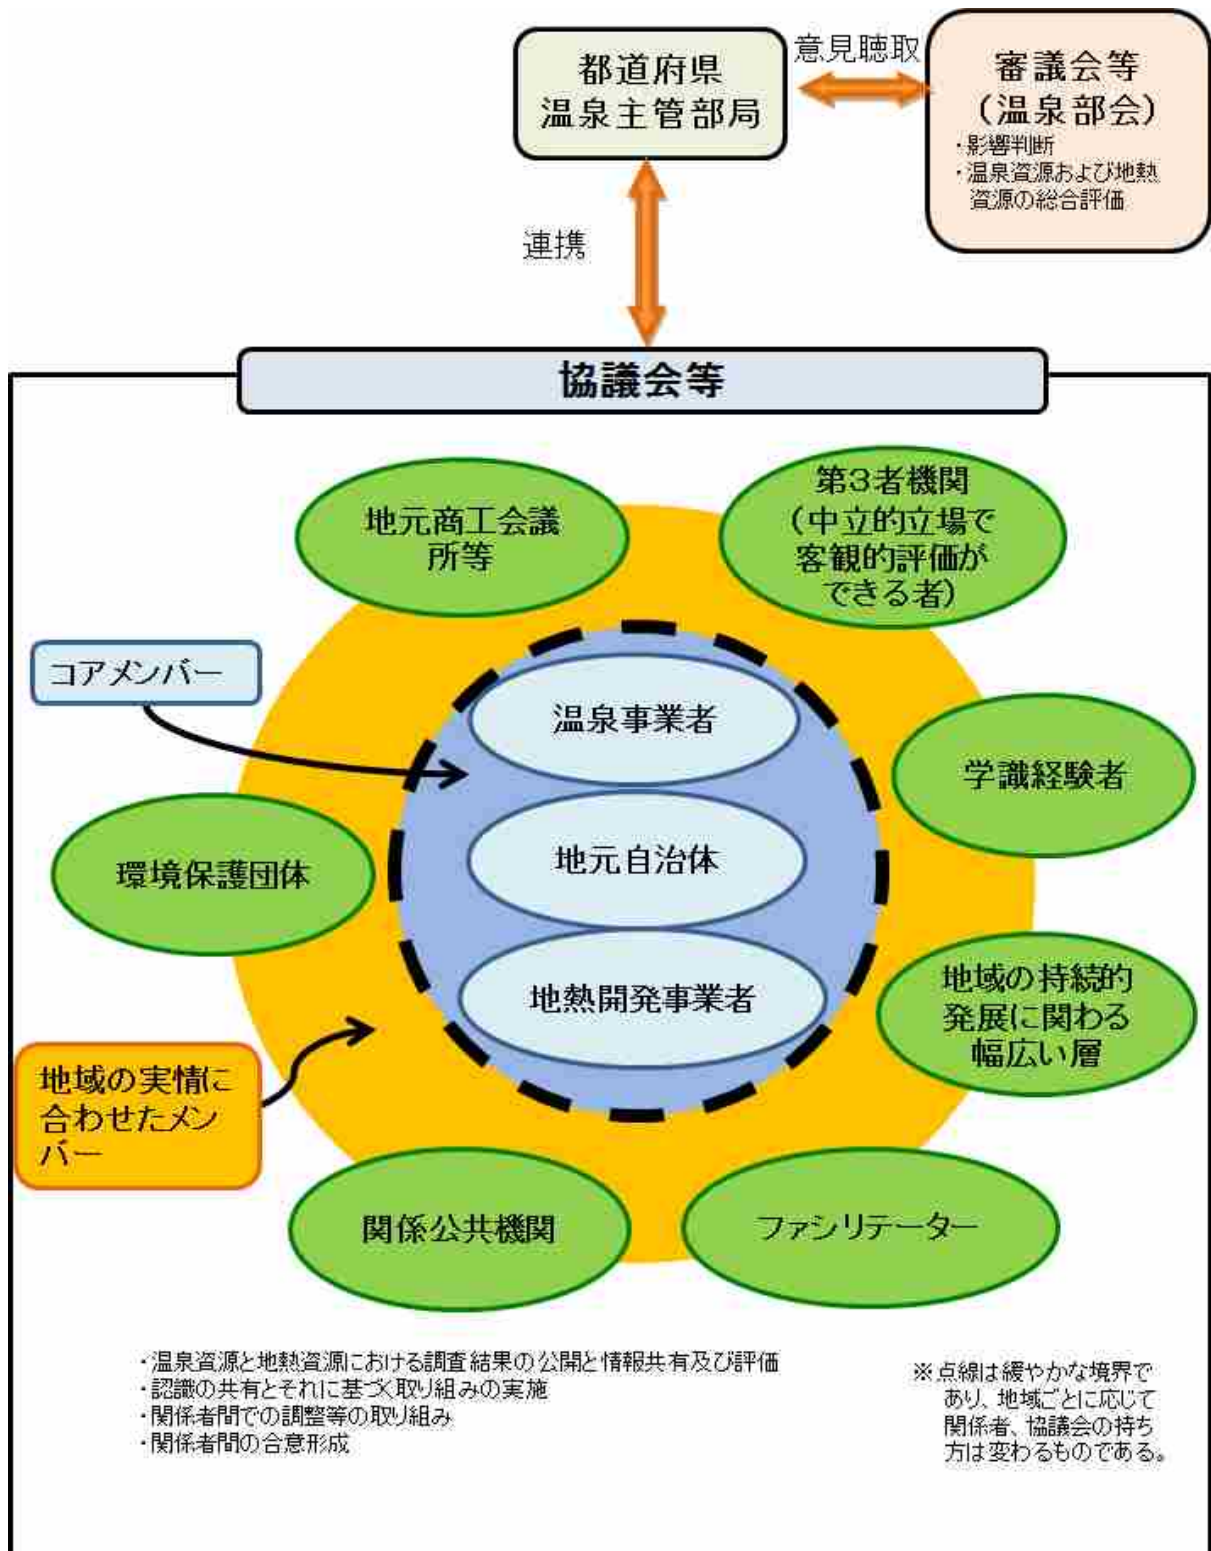 都道府県
温泉主管部局
意見聴取
審議会等
（温泉部会）
・影響判断
・温泉資源および地熱
資源の総合評価
連携
協議会等
地元商工会議
所等
第３者機関
（中立的立場で
客観的評価が
できる者）
コアメンバー
温泉事業者
学識経験者
地元自治体
環境保護団体
地熱開発事業者
地域の持続的
発展に関わる
幅広い層
地域の実情に
合わせたメン
バー
関係公共機関
ファシリテーター
・温泉資源と地熱資源における調査結果の公開と情報共有及び評価
・認識の共有とそれに基づく取り組みの実施
・関係者間での調整等の取り組み
・関係者間の合意形成
※点線は緩やかな境界で
あり、地域ごとに応じて
関係者、協議会の持ち
方は変わるものである。